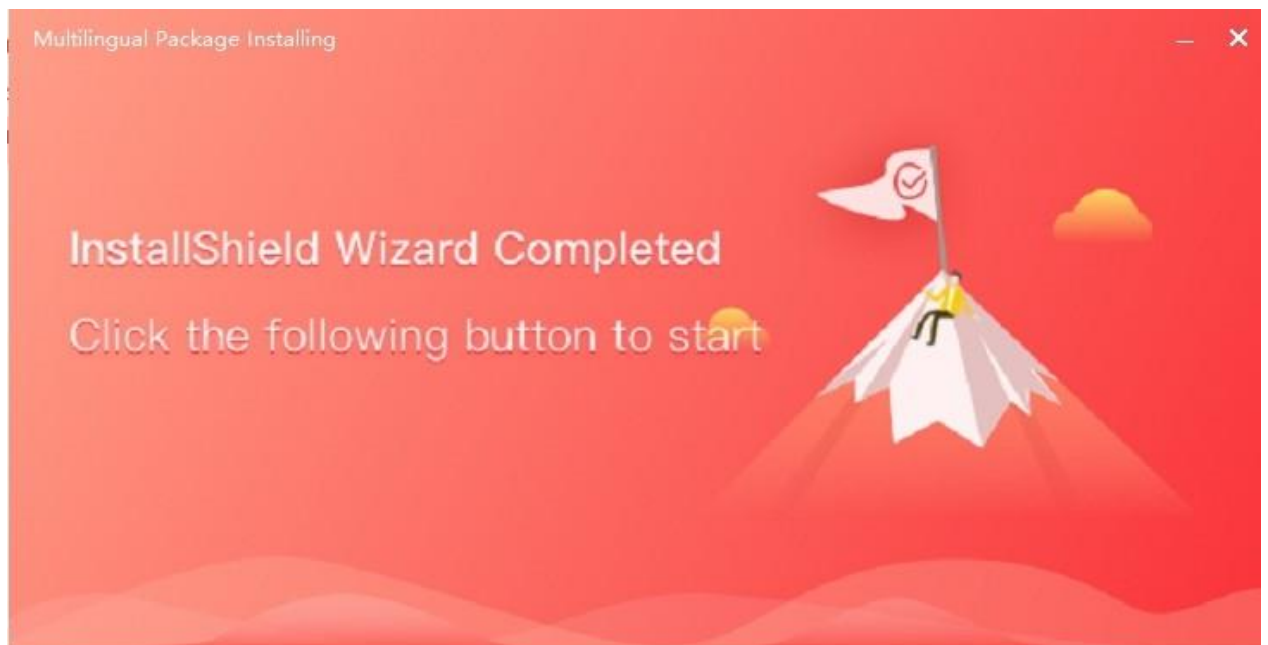 Multilingual Package Installing
InstallShield Wizard Completed
Click the following button to start